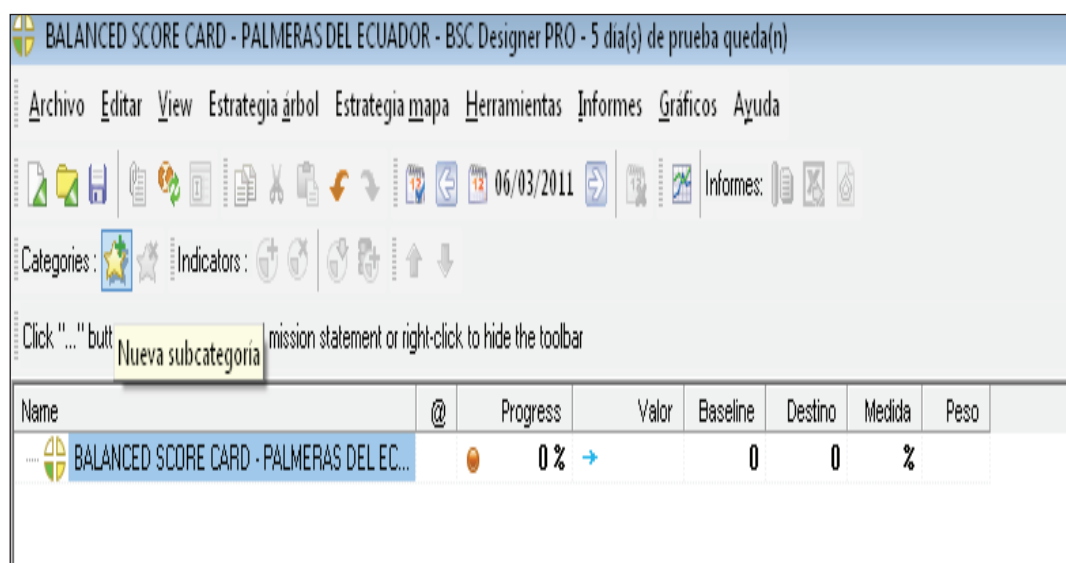 BALANCED SCORE CARD - PALMERAS DEL ECUADOR - BSC Designer PRO - 5 día(s) de prueba queda(n)
Archivo Editar View Estrategia árbol Estrategia mapa Herramientas Informes Gráficos Ayuda
12 12 06/03/2011 12 Informes:
Categories : Indicators :
Click "..." butt mission statement or right-click to hide the toolbar
Nueva subcategoría
Name @ Progress Valor Baseline Destino Medida Peso
BALANCED SCORE CARD - PALMERAS DEL EC... 0 % 0 0 %